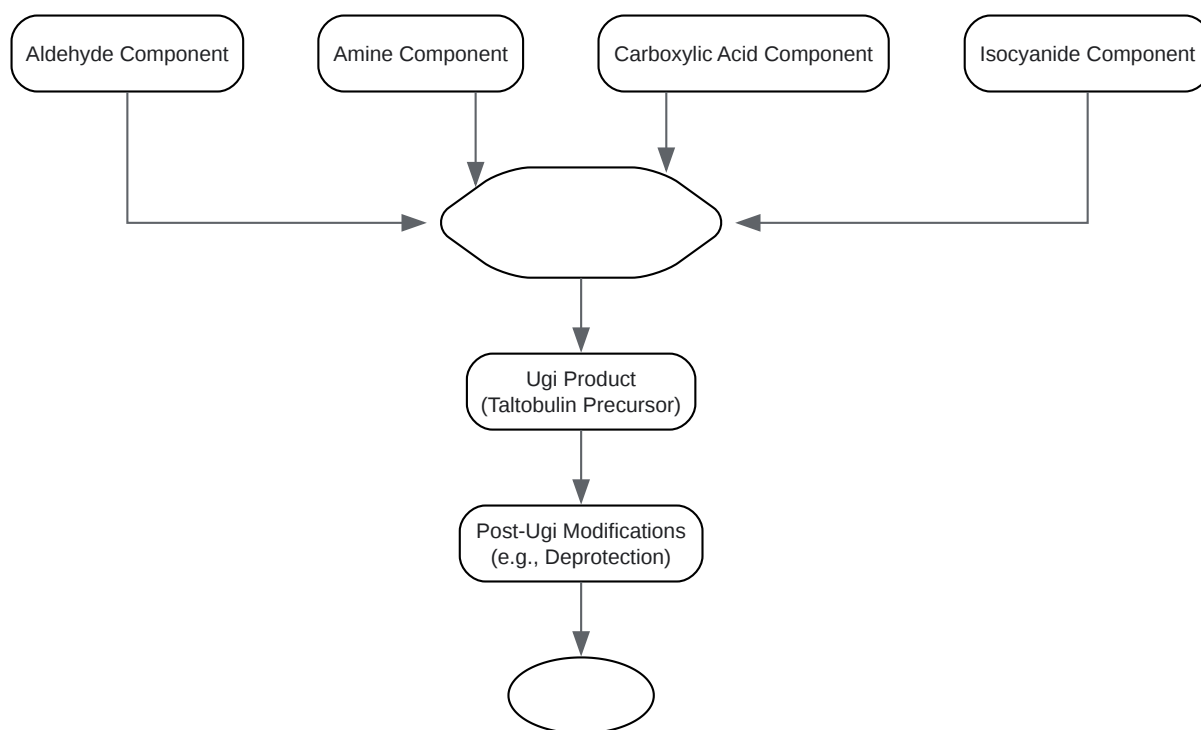 Aldehyde Component
Amine Component
Carboxylic Acid Component
Isocyanide Component
Ugi Product
(Taltobulin Precursor)
Post-Ugi Modifications
(e.g., Deprotection)